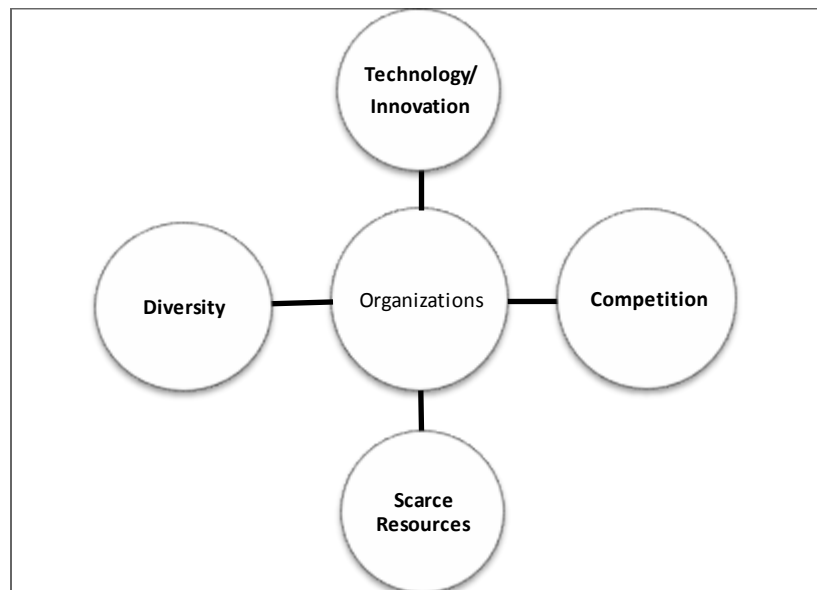 Technology/
Innovation
Diversity
Organizations
Competition
Scarce
Resources